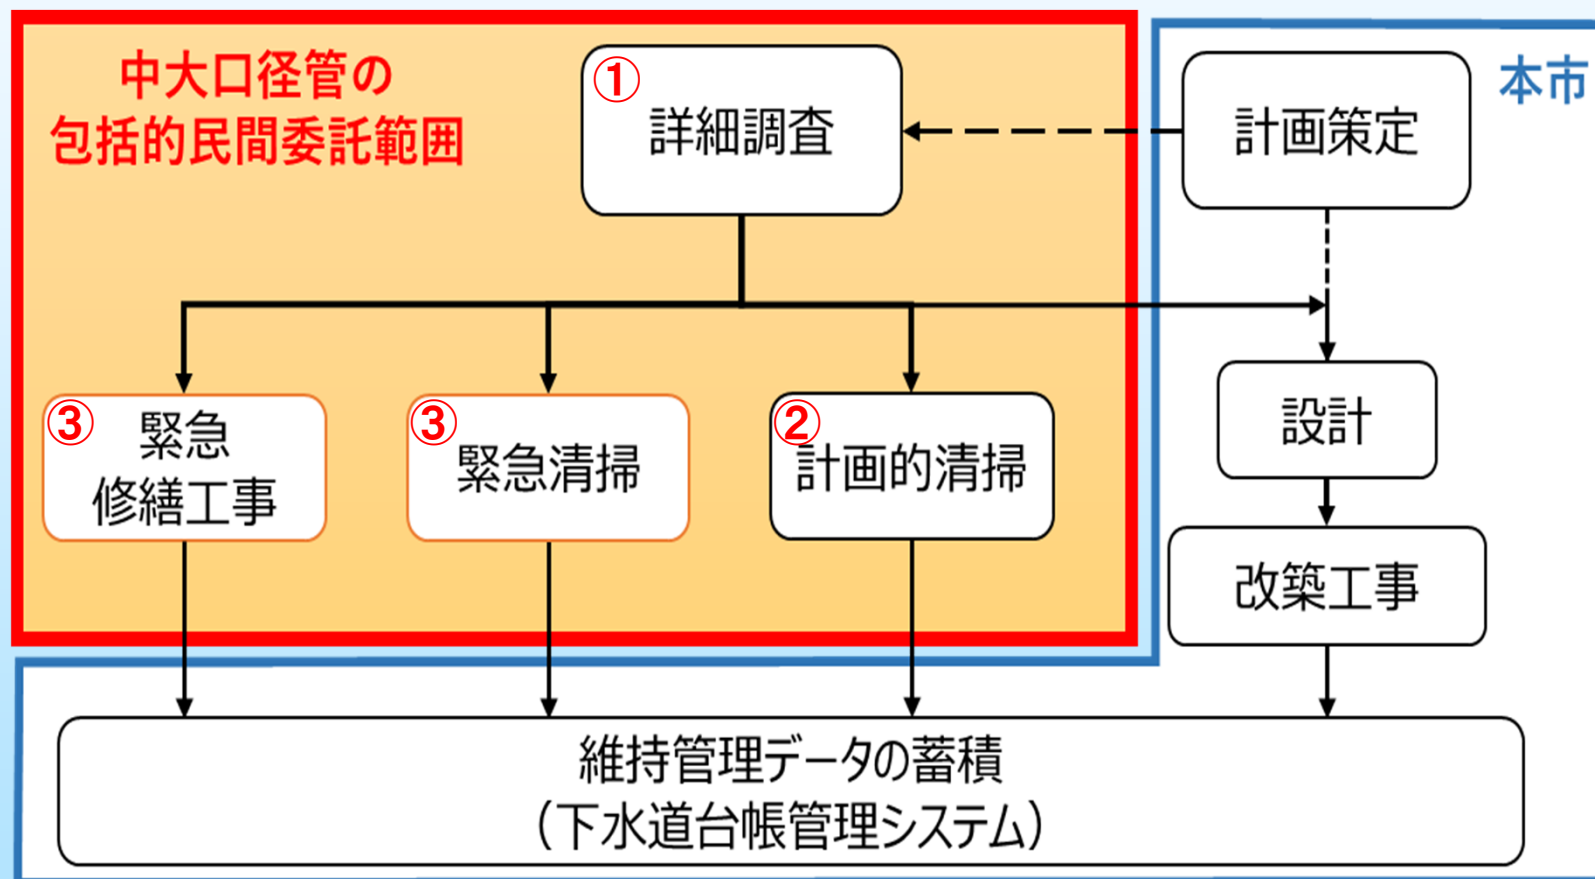 中大口径管の
包括的民間委託範囲
①
詳細調査
計画策定
本市
③
緊急
修繕工事
③
緊急清掃
②
計画的清掃
設計
改築工事
維持管理データの蓄積
（下水道台帳管理システム）